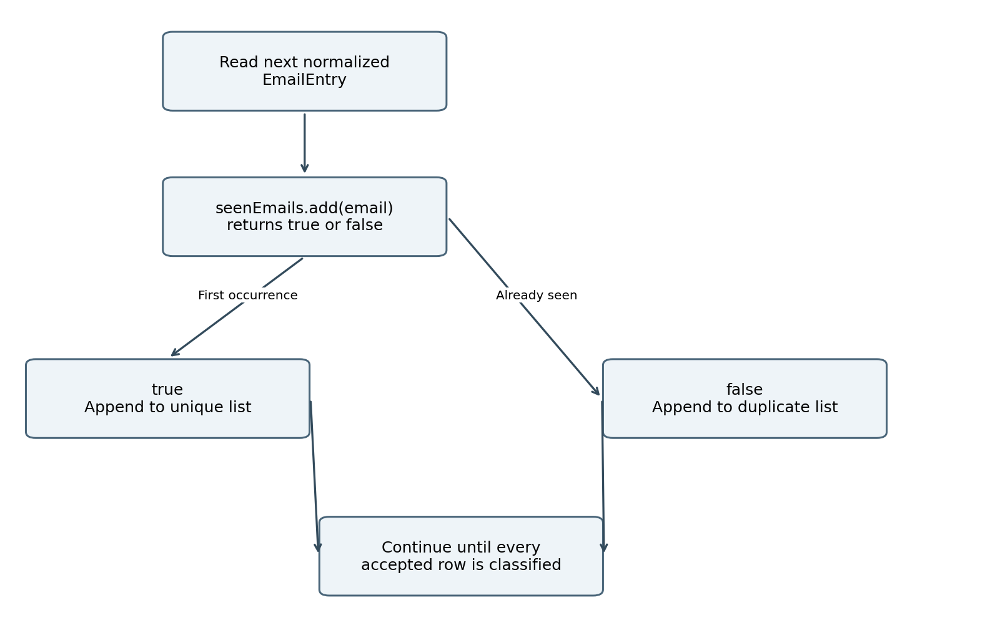 Read next normalized
EmailEntry
seenEmails.add(email)
returns true or false
First occurrence
Already seen
true
Append to unique list
false
Append to duplicate list
Continue until every
accepted row is classified